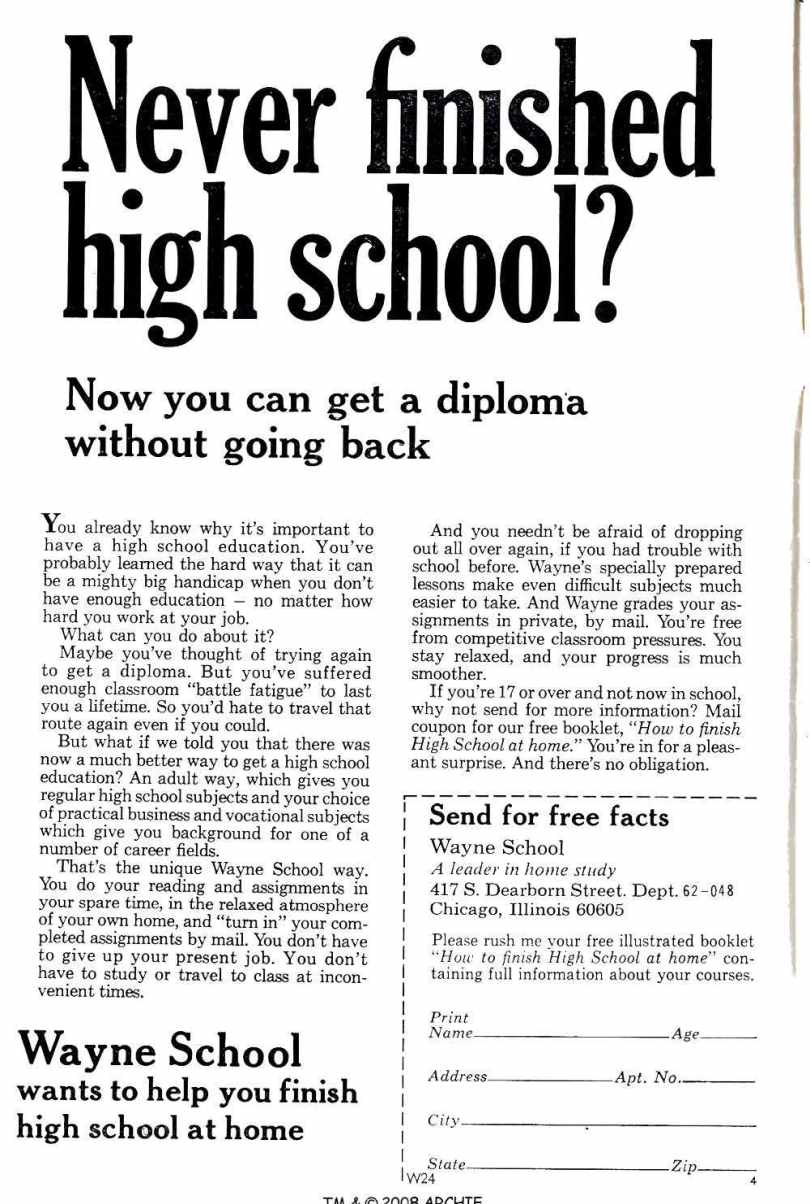 Never finished
high school?
Now you can get a diploma
without going back
You already know why it's important to
have a high school education. You've
probably learned the hard way that it can
be a mighty big handicap when you don't
have enough education – no matter how
hard you work at your job.
What can you do about it?
Maybe you've thought of trying again
to get a diploma. But you've suffered
enough classroom "battle fatigue" to last
you a lifetime. So you'd hate to travel that
route again even if you could.
But what if we told you that there was
now a much better way to get a high school
education? An adult way, which gives you
regular high school subjects and your choice
of practical business and vocational subjects
which give you background for one of a
number of career fields.
That's the unique Wayne School way.
You do your reading and assignments in
your spare time, in the relaxed atmosphere
of your own home, and "turn in" your com-
pleted assignments by mail. You don't have
to give up your present job. You don't
have to study or travel to class at incon-
venient times.
Wayne School
wants to help you finish
high school at home
And you needn't be afraid of dropping
out all over again, if you had trouble with
school before. Wayne's specially prepared
lessons make even difficult subjects much
easier to take. And Wayne grades your as-
signments in private, by mail. You're free
from competitive classroom pressures. You
stay relaxed, and your progress is much
smoother.
If you're 17 or over and not now in school,
why not send for more information? Mail
coupon for our free booklet, "How to finish
High School at home." You're in for a pleas-
ant surprise. And there's no obligation.
Send for free facts
Wayne School
A leader in home study
417 S. Dearborn Street. Dept. 62-048
Chicago, Illinois 60605
Please rush me your free illustrated booklet
"How to finish High School at home" con-
taining full information about your courses.
Print
Name Age
Address Apt. No.
City
State Zip
W24 4
TM & © 2008 ARCHIE